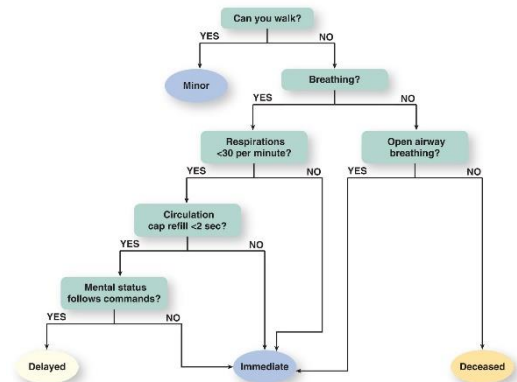 Can you walk?
YES
NO
Minor
Breathing?
YES
NO
Respirations
<30 per minute?
Open airway
breathing?
YES
NO
YES
NO
Circulation
cap refill <2 sec?
YES
NO
Mental status
follows commands?
YES
NO
Delayed
Immediate
Deceased